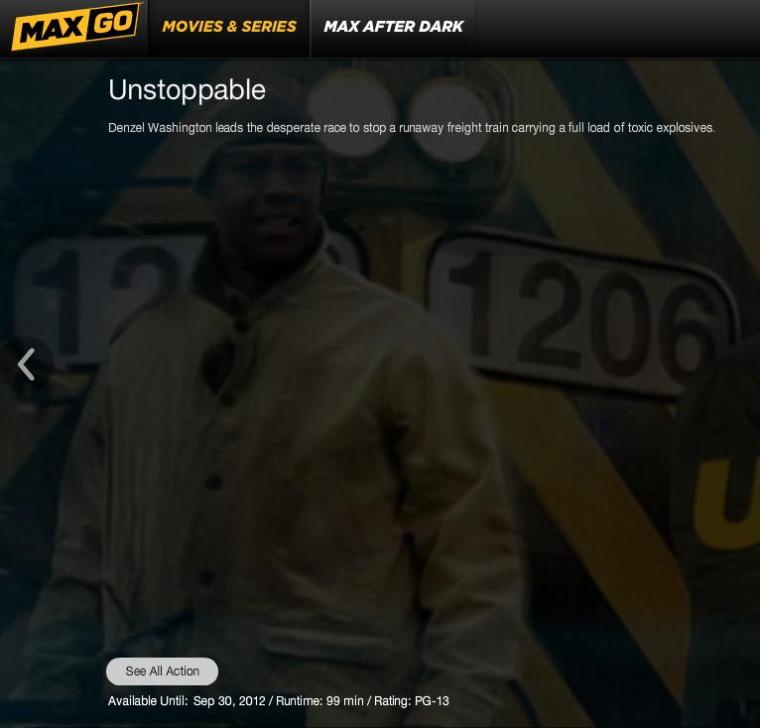 MAX GO
MOVIES & SERIES
MAX AFTER DARK
Unstoppable
Denzel Washington leads the desperate race to stop a runaway freight train carrying a full load of toxic explosives.
12
1206
U
See All Action
Available Until: Sep 30, 2012 / Runtime: 99 min / Rating: PG-13